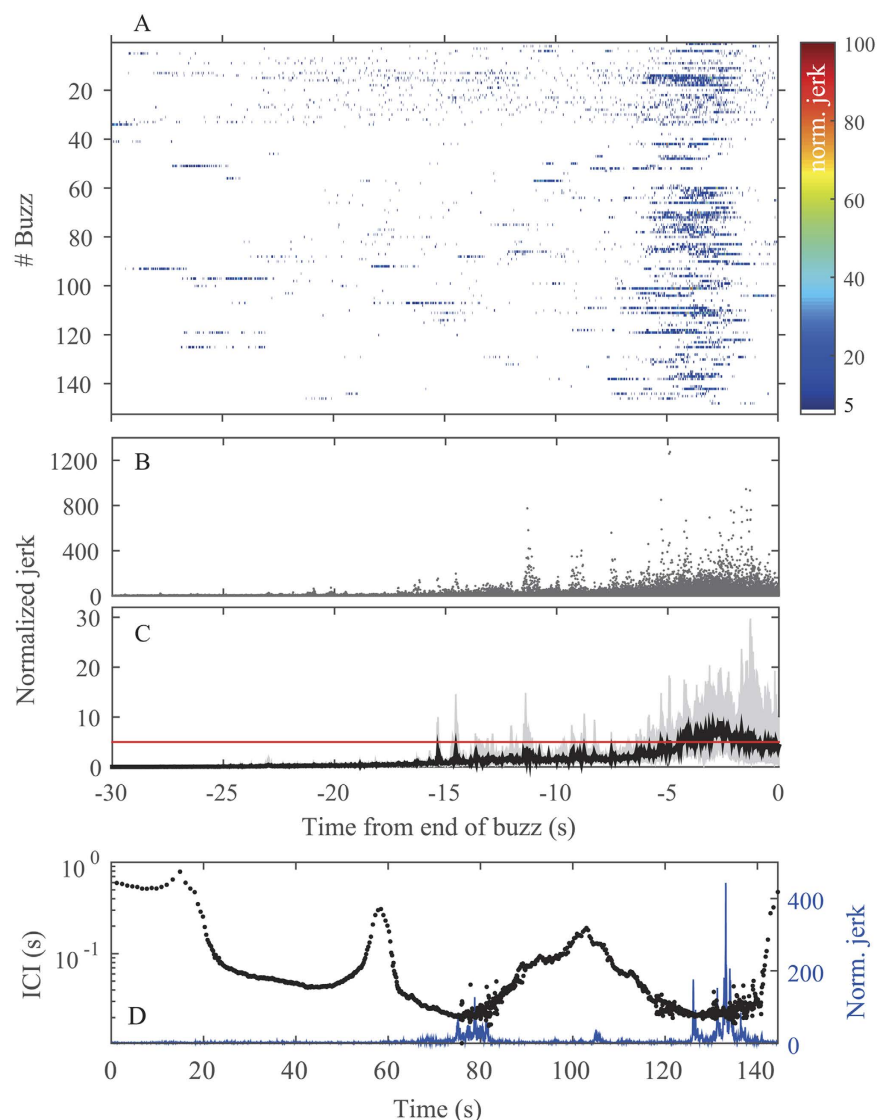 A
100
20
80
40
norm. jerk
60
60
# Buzz
80
40
100
120
20
140
5
B
1200
800
400
0
Normalized jerk
C
30
20
10
0
-30 -25 -20 -15 -10 -5 0
Time from end of buzz (s)
10^0
10^-1
ICI (s)
D
400
200
0
Norm. jerk
0 20 40 60 80 100 120 140
Time (s)